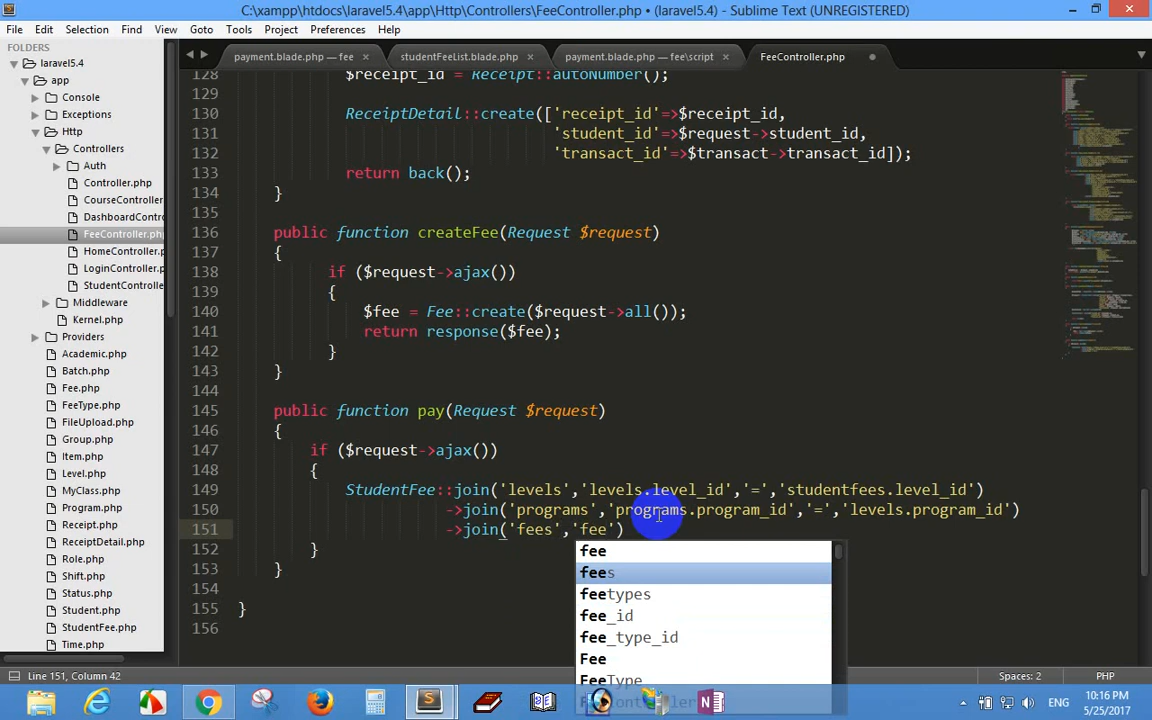 C:\xampp\htdocs\laravel5.4\app\Http\Controllers\FeeController.php • (laravel5.4) - Sublime Text (UNREGISTERED)
File Edit Selection Find View Goto Tools Project Preferences Help
FOLDERS
laravel5.4
app
Console
Exceptions
Http
Controllers
Auth
Controller.php
CourseController
DashboardContro
FeeController.php
HomeController.p
LoginController.p
StudentControlle
Middleware
Kernel.php
Providers
Academic.php
Batch.php
Fee.php
FeeType.php
FileUpload.php
Group.php
Item.php
Level.php
MyClass.php
Program.php
Receipt.php
ReceiptDetail.php
Role.php
Shift.php
Status.php
Student.php
StudentFee.php
Time.php
payment.blade.php — fee
studentFeeList.blade.php
payment.blade.php — fee\script
FeeController.php
128 $receipt_id = Receipt::autoNumber();
129
130 ReceiptDetail::create(['receipt_id'=>$receipt_id,
131 'student_id'=>$request->student_id,
132 'transact_id'=>$transact->transact_id]);
133 return back();
134 }
135
136 public function createFee(Request $request)
137 {
138 if ($request->ajax())
139 {
140 $fee = Fee::create($request->all());
141 return response($fee);
142 }
143 }
144
145 public function pay(Request $request)
146 {
147 if ($request->ajax())
148 {
149 StudentFee::join('levels','levels.level_id','=','studentfees.level_id')
150 ->join('programs','programs.program_id','=','levels.program_id')
151 ->join('fees','fee')
152 }
153 }
154
155 }
156
fee
fees
feetypes
fee_id
fee_type_id
Fee
FeeType
Line 151, Column 42
Spaces: 2
PHP
ENG
10:16 PM
5/25/2017